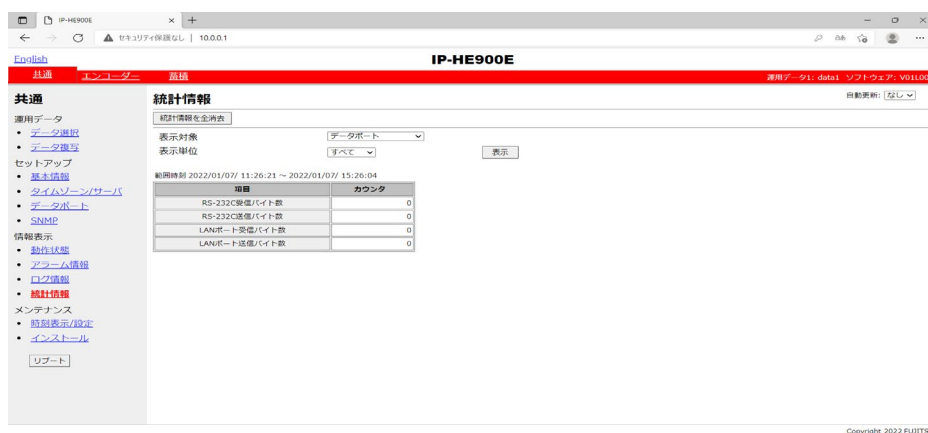 IP-HE900E
セキュリティ保護なし | 10.0.0.1
English
IP-HE900E
共通 エンコーダー 蓄積 運用データ1: data1 ソフトウェア: V01L00
共通
運用データ
• データ選択
• データ複写
セットアップ
• 基本情報
• タイムゾーン/サーバ
• データポート
• SNMP
情報表示
• 動作状態
• アラーム情報
• ログ情報
• 統計情報
メンテナンス
• 時刻表示/設定
• インストール
リブート
統計情報
自動更新: なし
統計情報を全消去
表示対象 データポート
表示単位 すべて 表示
範囲時刻 2022/01/07/ 11:26:21 ～ 2022/01/07/ 15:26:04
項目 カウンタ
RS-232C受信バイト数 0
RS-232C送信バイト数 0
LANポート受信バイト数 0
LANポート送信バイト数 0
Copyright 2022 FUJITS